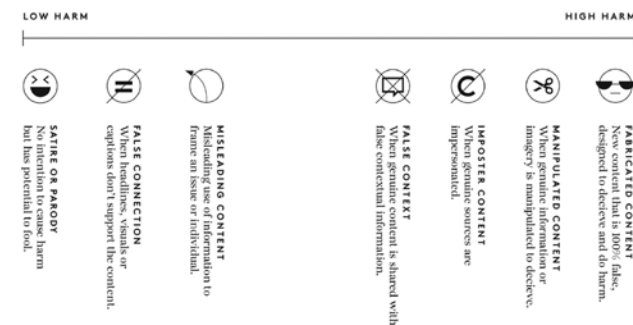 LOW HARM
HIGH HARM
SATIRE OR PARODY
No intention to cause harm
but has potential to fool.
FALSE CONNECTION
When headlines, visuals or
captions don't support the content.
MISLEADING CONTENT
Misleading use of information to
frame an issue or individual.
FALSE CONTEXT
When genuine content is shared with
false contextual information.
IMPOSTER CONTENT
When genuine sources are
impersonated.
MANIPULATED CONTENT
When genuine information or
imagery is manipulated to decieve.
FABRICATED CONTENT
New content that is 100% false,
designed to decieve and do harm.